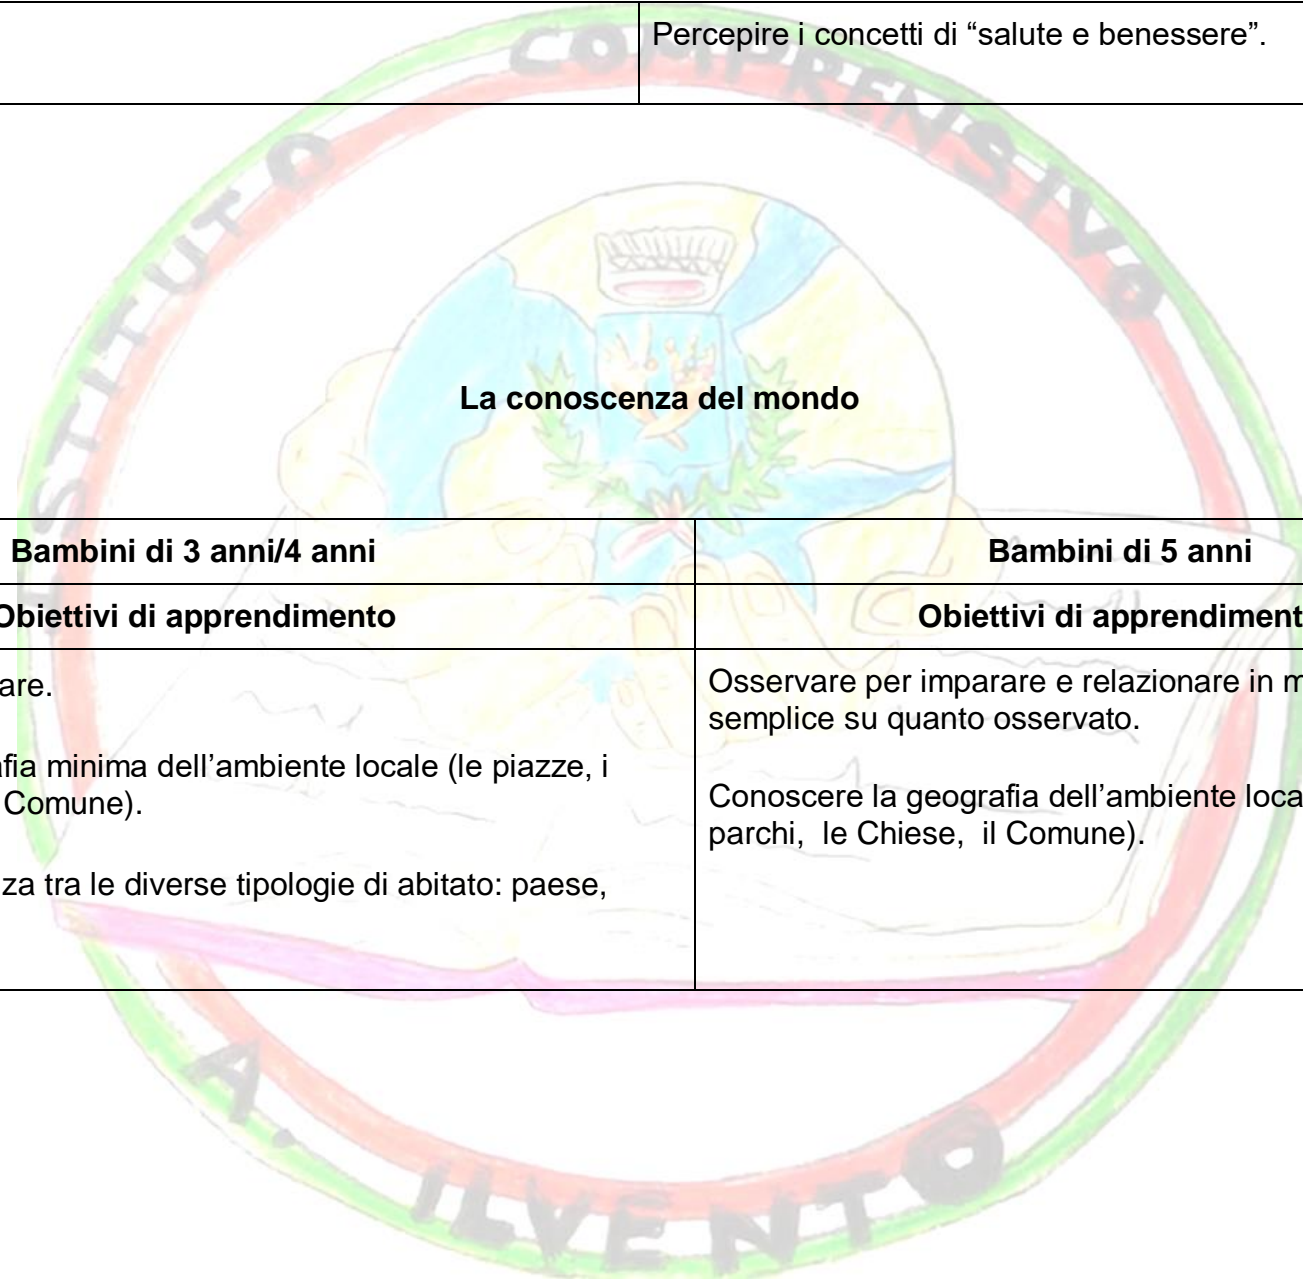 Percepire i concetti di “salute e benessere”.
ISTITUTO COMPRENSIVO
La conoscenza del mondo
Bambini di 3 anni/4 anni
Bambini di 5 anni
Obiettivi di apprendimento
Obiettivi di apprendiment
are.
afia minima dell’ambiente locale (le piazze, i
Comune).
za tra le diverse tipologie di abitato: paese,
Osservare per imparare e relazionare in m
semplice su quanto osservato.
Conoscere la geografia dell’ambiente loca
parchi, le Chiese, il Comune).
A. ILVENTO